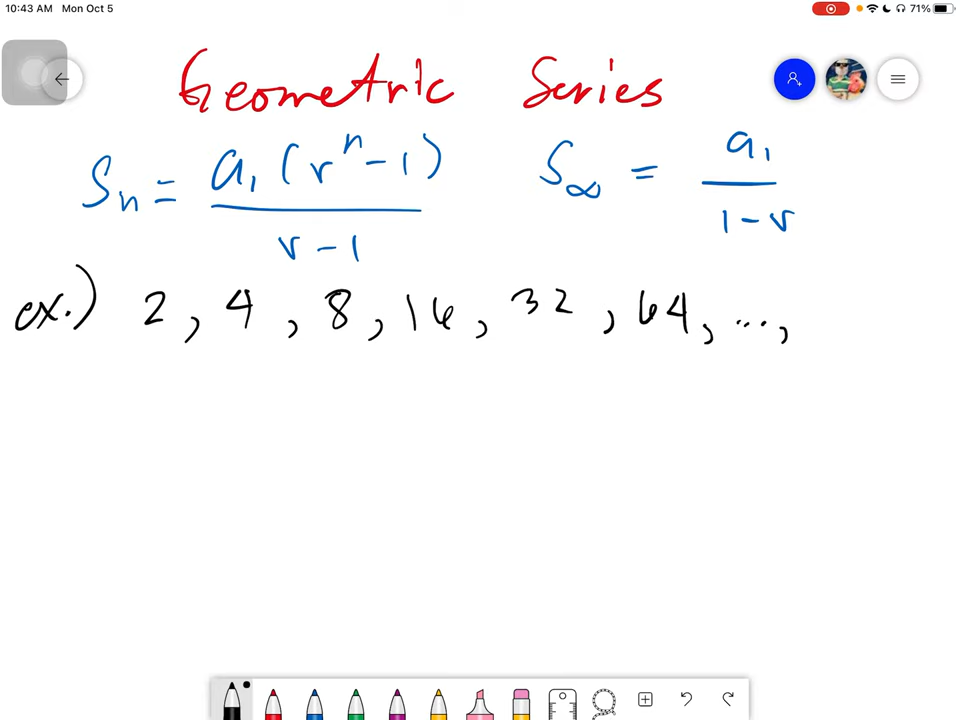 10:43 AM Mon Oct 5 71%
Geometric Series
Sₙ = a₁(rⁿ-1) / r-1 S∞ = a₁ / 1-r
ex.) 2, 4, 8, 16, 32, 64, ...,